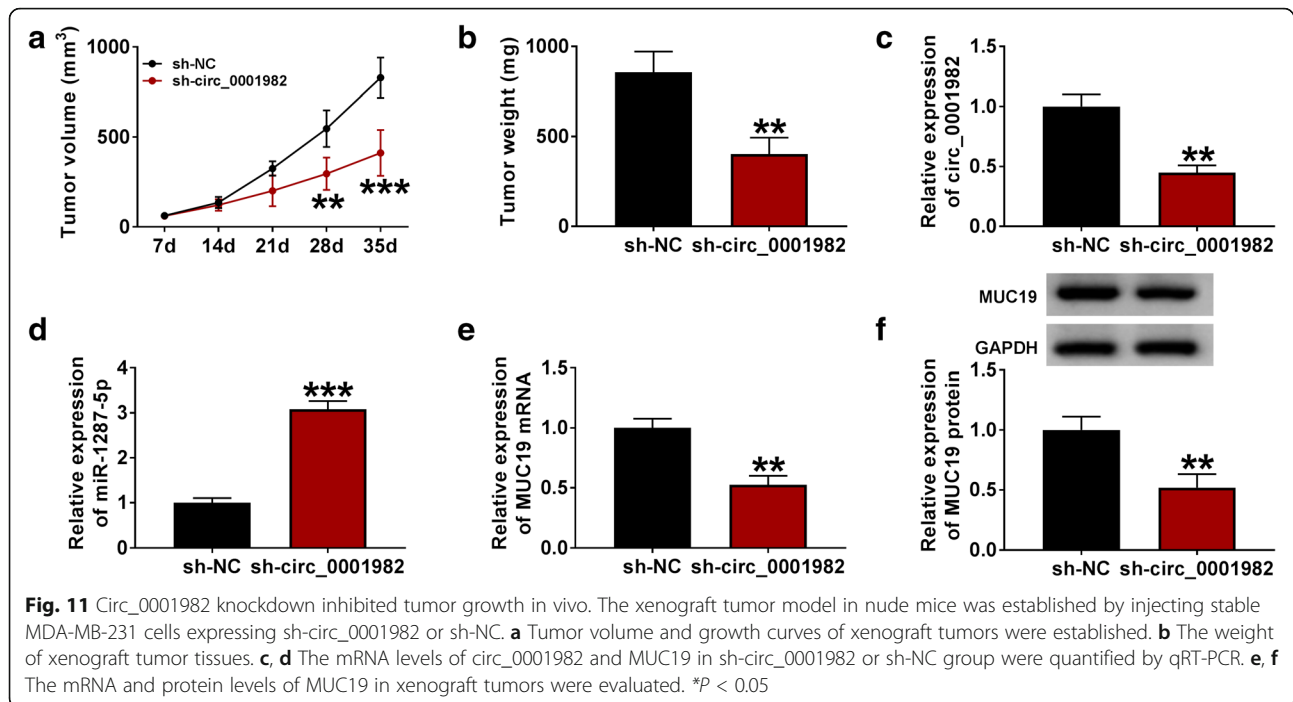 a
Tumor volume (mm³)
1000
500
0
sh-NC
sh-circ_0001982
**
***
7d 14d 21d 28d 35d
b
Tumor weight (mg)
1000
500
0
**
sh-NC sh-circ_0001982
c
Relative expression
of circ_0001982
1.5
1.0
0.5
0.0
**
sh-NC sh-circ_0001982
d
Relative expression
of miR-1287-5p
4
3
2
1
0
***
sh-NC sh-circ_0001982
e
Relative expression
of MUC19 mRNA
1.5
1.0
0.5
0.0
**
sh-NC sh-circ_0001982
f
MUC19
GAPDH
Relative expression
of MUC19 protein
1.5
1.0
0.5
0.0
**
sh-NC sh-circ_0001982
Fig. 11 Circ_0001982 knockdown inhibited tumor growth in vivo. The xenograft tumor model in nude mice was established by injecting stable
MDA-MB-231 cells expressing sh-circ_0001982 or sh-NC. a Tumor volume and growth curves of xenograft tumors were established. b The weight
of xenograft tumor tissues. c, d The mRNA levels of circ_0001982 and MUC19 in sh-circ_0001982 or sh-NC group were quantified by qRT-PCR. e, f
The mRNA and protein levels of MUC19 in xenograft tumors were evaluated. *P < 0.05